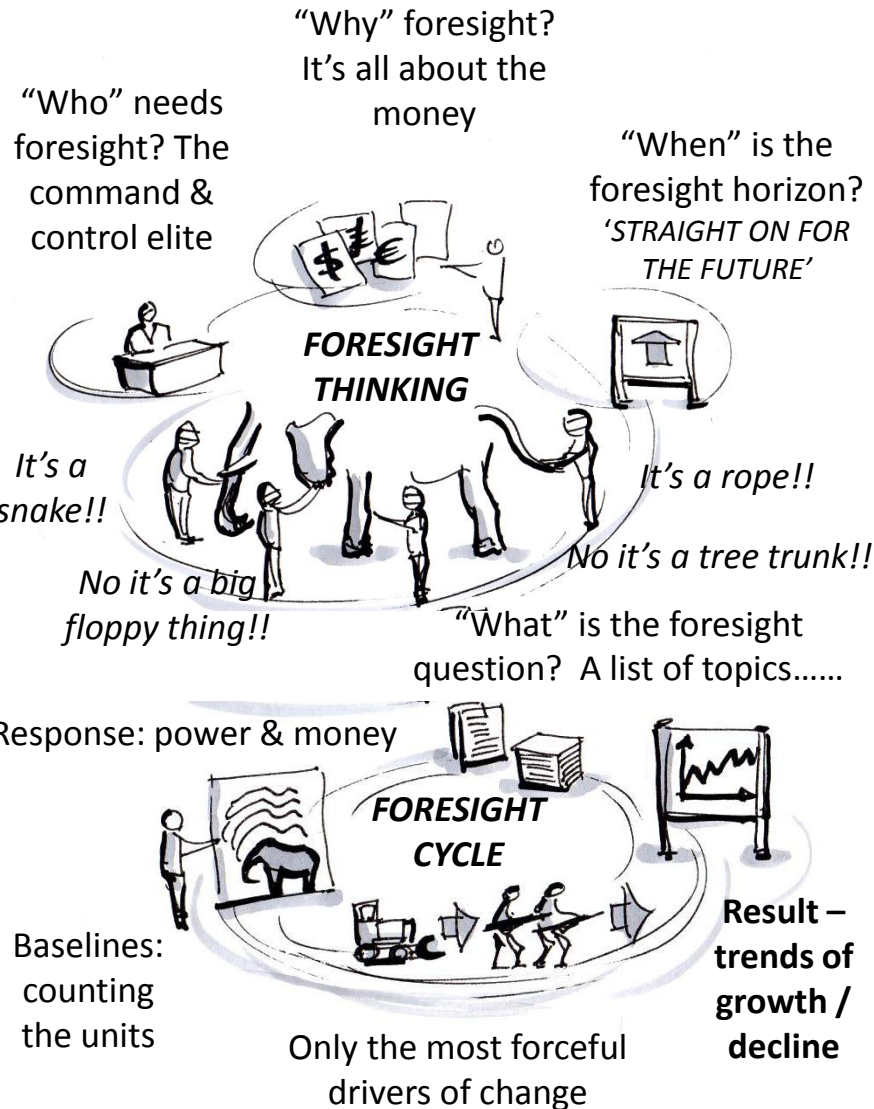 “Why” foresight?
It’s all about the
money
“Who” needs
foresight? The
command &
control elite
“When” is the
foresight horizon?
‘STRAIGHT ON FOR
THE FUTURE’
$ £ €
FORESIGHT
THINKING
It’s a
snake!!
It’s a rope!!
No it’s a tree trunk!!
No it’s a big
floppy thing!!
“What” is the foresight
question?  A list of topics……
Response: power & money
FORESIGHT
CYCLE
Baselines:
counting
the units
Only the most forceful
drivers of change
Result –
trends of
growth /
decline